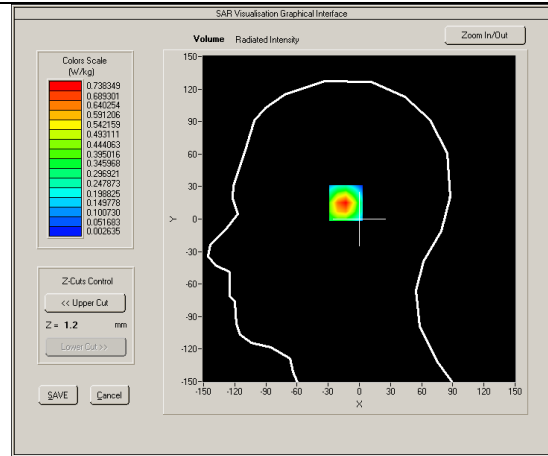 SAR Visualisation Graphical Interface
Volume Radiated Intensity
Zoom In/Out
Colors Scale
(W/kg)
0.738349
0.689301
0.640254
0.591206
0.542159
0.493111
0.444063
0.395016
0.345968
0.296921
0.247873
0.198825
0.149778
0.100730
0.051683
0.002635
Z-Cuts Control
<< Upper Cut
Z = 1.2 mm
Lower Cut >>
SAVE Cancel
150
120
90
60
30
0
-30
-60
-90
-120
-150
Y
-150 -120 -90 -60 -30 0 30 60 90 120 150
X